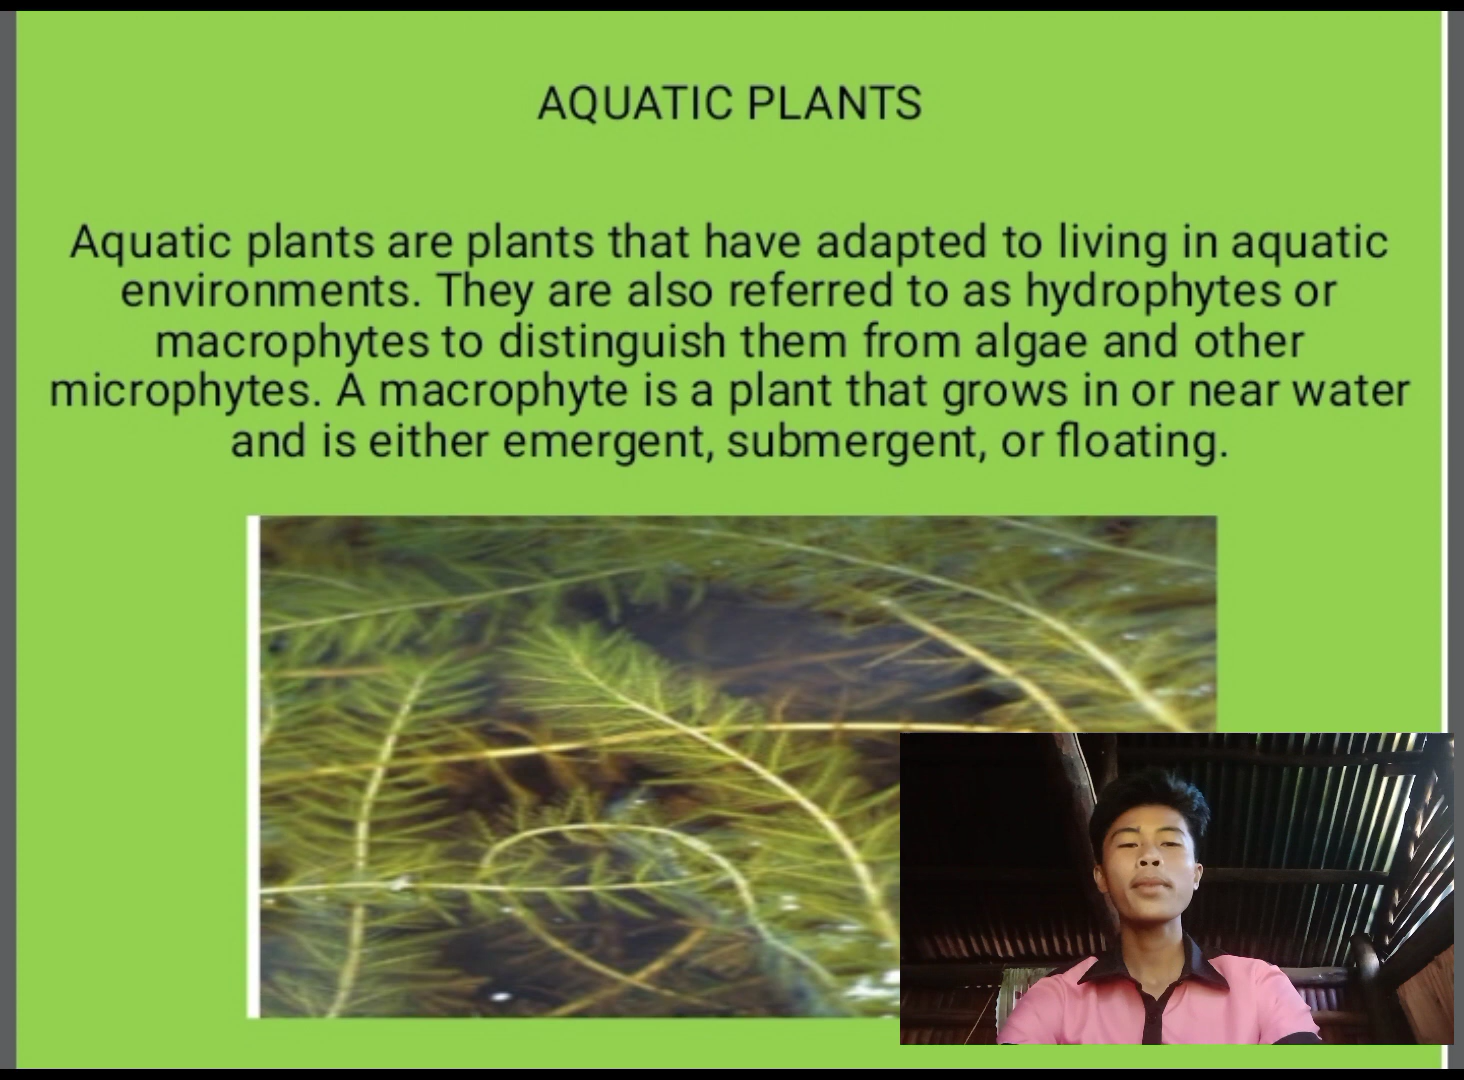 AQUATIC PLANTS
Aquatic plants are plants that have adapted to living in aquatic
environments. They are also referred to as hydrophytes or
macrophytes to distinguish them from algae and other
microphytes. A macrophyte is a plant that grows in or near water
and is either emergent, submergent, or floating.